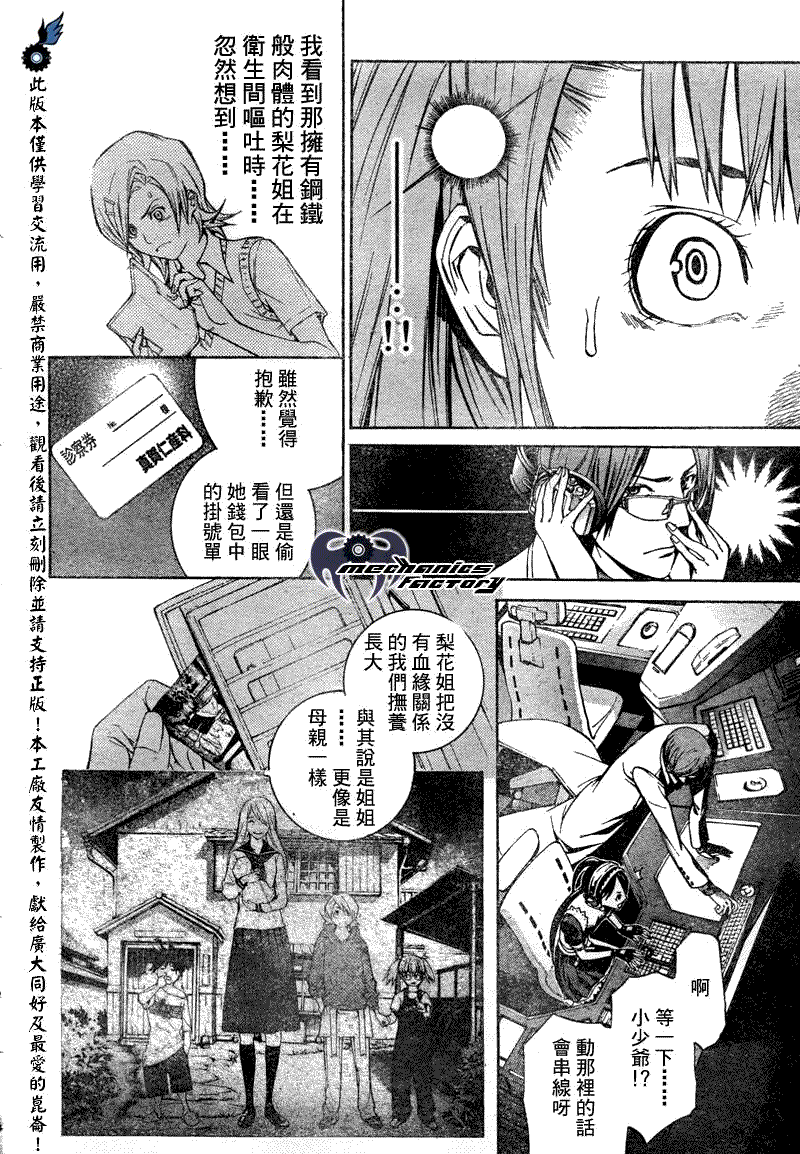 ‥!!
啊
等一下……
小少爺!?
動那裡的話
會串線呀
我看到那擁有鋼鐵
般肉體的梨花姐在
衛生間嘔吐時……
忽然想到……
雖然覺得
抱歉……
但還是偷
看了一眼
她錢包中
的掛號單
診察券
№
梨花姐把沒
有血緣關係
的我們撫養
長大
與其說是姐姐
…… 更像是
母親一樣
mechanics
factory
此版本僅供學習交流用，嚴禁商業用途，觀看後請立刻刪除並請支持正版！本工廠友情製作，獻給廣大同好及最愛的崑崙！